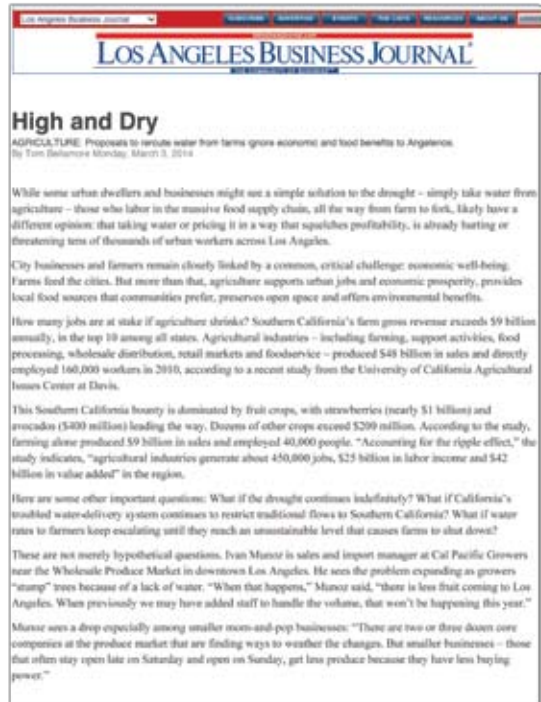 Los Angeles Business Journal
SUBSCRIBE ADVERTISE EVENTS THE LISTS RESOURCES ABOUT US
LOS ANGELES BUSINESS JOURNAL
THE COMMUNITY OF BUSINESS
High and Dry
AGRICULTURE: Proposals to reroute water from farms ignore economic and food benefits to Angelenos.
By Tom Bellamore Monday, March 3, 2014
While some urban dwellers and businesses might see a simple solution to the drought – simply take water from
agriculture – those who labor in the massive food supply chain, all the way from farm to fork, likely have a
different opinion: that taking water or pricing it in a way that squelches profitability, is already hurting or
threatening tens of thousands of urban workers across Los Angeles.
City businesses and farmers remain closely linked by a common, critical challenge: economic well-being.
Farms feed the cities. But more than that, agriculture supports urban jobs and economic prosperity, provides
local food sources that communities prefer, preserves open space and offers environmental benefits.
How many jobs are at stake if agriculture shrinks? Southern California's farm gross revenue exceeds $9 billion
annually, in the top 10 among all states. Agricultural industries – including farming, support activities, food
processing, wholesale distribution, retail markets and foodservice – produced $48 billion in sales and directly
employed 160,000 workers in 2010, according to a recent study from the University of California Agricultural
Issues Center at Davis.
This Southern California bounty is dominated by fruit crops, with strawberries (nearly $1 billion) and
avocados ($400 million) leading the way. Dozens of other crops exceed $200 million. According to the study,
farming alone produced $9 billion in sales and employed 40,000 people. "Accounting for the ripple effect," the
study indicates, "agricultural industries generate about 450,000 jobs, $25 billion in labor income and $42
billion in value added" in the region.
Here are some other important questions: What if the drought continues indefinitely? What if California's
troubled water-delivery system continues to restrict traditional flows to Southern California? What if water
rates to farmers keep escalating until they reach an unsustainable level that causes farms to shut down?
These are not merely hypothetical questions. Ivan Munoz is sales and import manager at Cal Pacific Growers
near the Wholesale Produce Market in downtown Los Angeles. He sees the problem expanding as growers
"stump" trees because of a lack of water. "When that happens," Munoz said, "there is less fruit coming to Los
Angeles. When previously we may have added staff to handle the volume, that won't be happening this year."
Munoz sees a drop especially among smaller mom-and-pop businesses: "There are two or three dozen core
companies at the produce market that are finding ways to weather the changes. But smaller businesses – those
that often stay open late on Saturday and open on Sunday, get less produce because they have less buying
power."